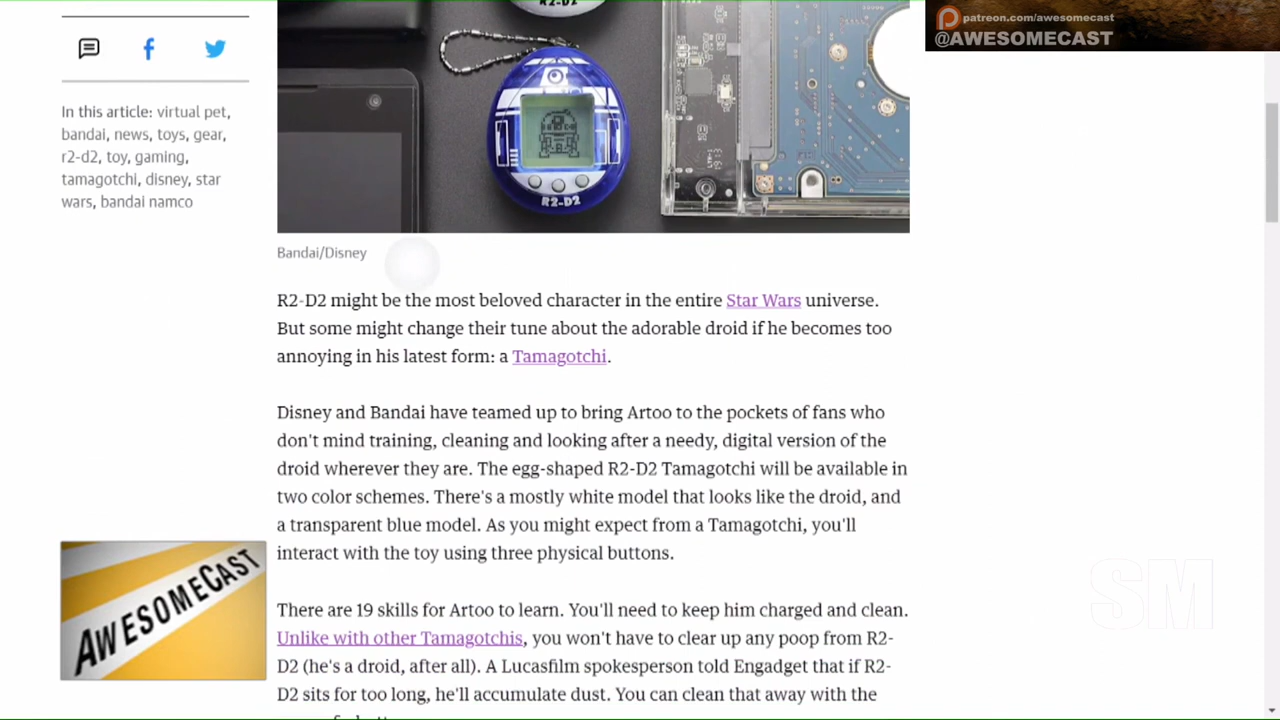 R2-D2
patreon.com/awesomecast
@AWESOMECAST
In this article: virtual pet,
bandai, news, toys, gear,
r2-d2, toy, gaming,
tamagotchi, disney, star
wars, bandai namco
R2-D2
Bandai/Disney
R2-D2 might be the most beloved character in the entire Star Wars universe.
But some might change their tune about the adorable droid if he becomes too
annoying in his latest form: a Tamagotchi.
Disney and Bandai have teamed up to bring Artoo to the pockets of fans who
don't mind training, cleaning and looking after a needy, digital version of the
droid wherever they are. The egg-shaped R2-D2 Tamagotchi will be available in
two color schemes. There's a mostly white model that looks like the droid, and
a transparent blue model. As you might expect from a Tamagotchi, you'll
interact with the toy using three physical buttons.
AWESOMECAST
There are 19 skills for Artoo to learn. You'll need to keep him charged and clean.
Unlike with other Tamagotchis, you won't have to clear up any poop from R2-
D2 (he's a droid, after all). A Lucasfilm spokesperson told Engadget that if R2-
D2 sits for too long, he'll accumulate dust. You can clean that away with the
SM